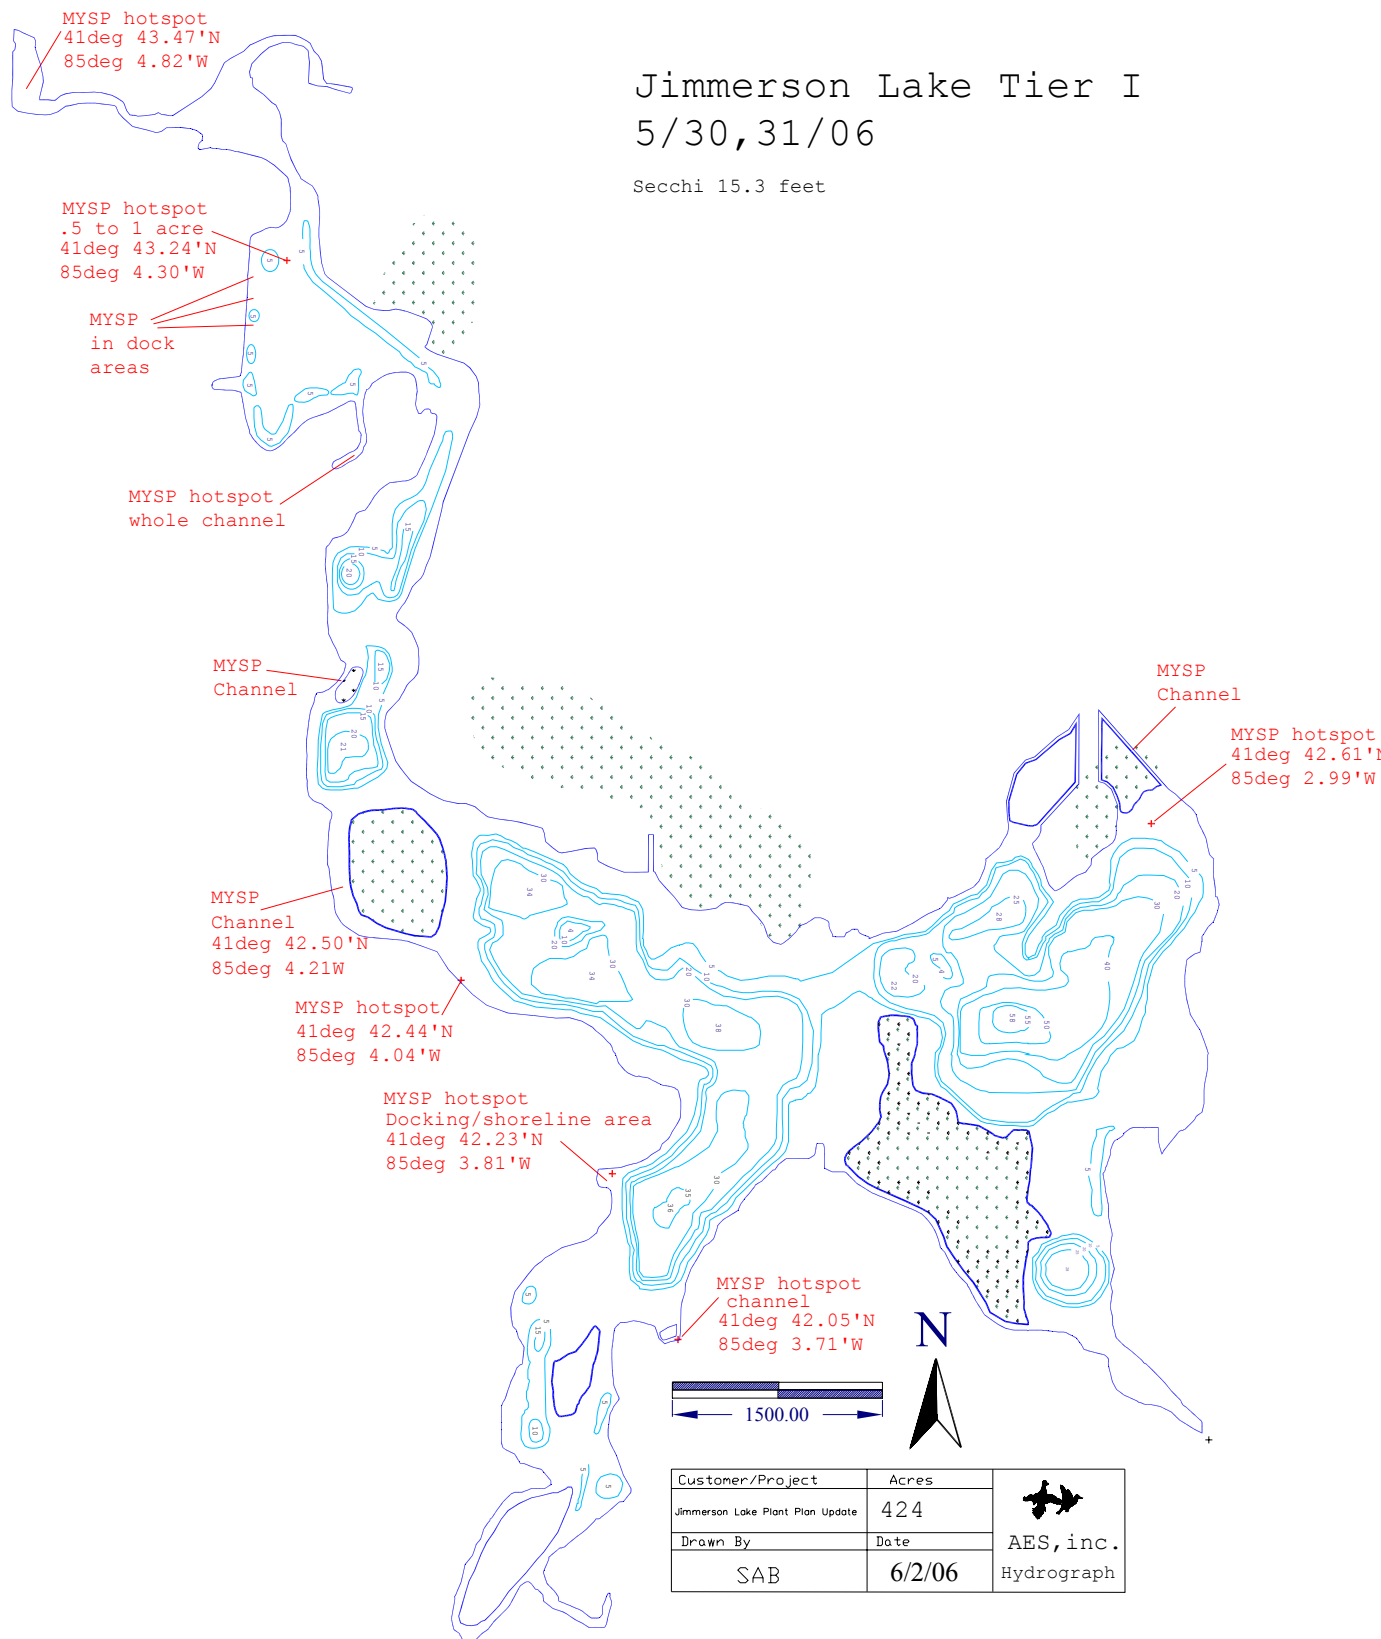 MYSP hotspot
41deg 43.47'N
85deg 4.82'W
Jimmerson Lake Tier I
5/30,31/06
Secchi 15.3 feet
MYSP hotspot
.5 to 1 acre
41deg 43.24'N
85deg 4.30'W
MYSP
in dock
areas
MYSP hotspot
whole channel
MYSP
Channel
MYSP
Channel
MYSP hotspot
41deg 42.61'N
85deg 2.99'W
MYSP
Channel
41deg 42.50'N
85deg 4.21W
MYSP hotspot
41deg 42.44'N
85deg 4.04'W
MYSP hotspot
Docking/shoreline area
41deg 42.23'N
85deg 3.81'W
MYSP hotspot
channel
41deg 42.05'N
85deg 3.71'W
N
1500.00
Customer/Project
Acres
Jimmerson Lake Plant Plan Update
424
Drawn By
Date
SAB
6/2/06
AES,inc.
Hydrograph